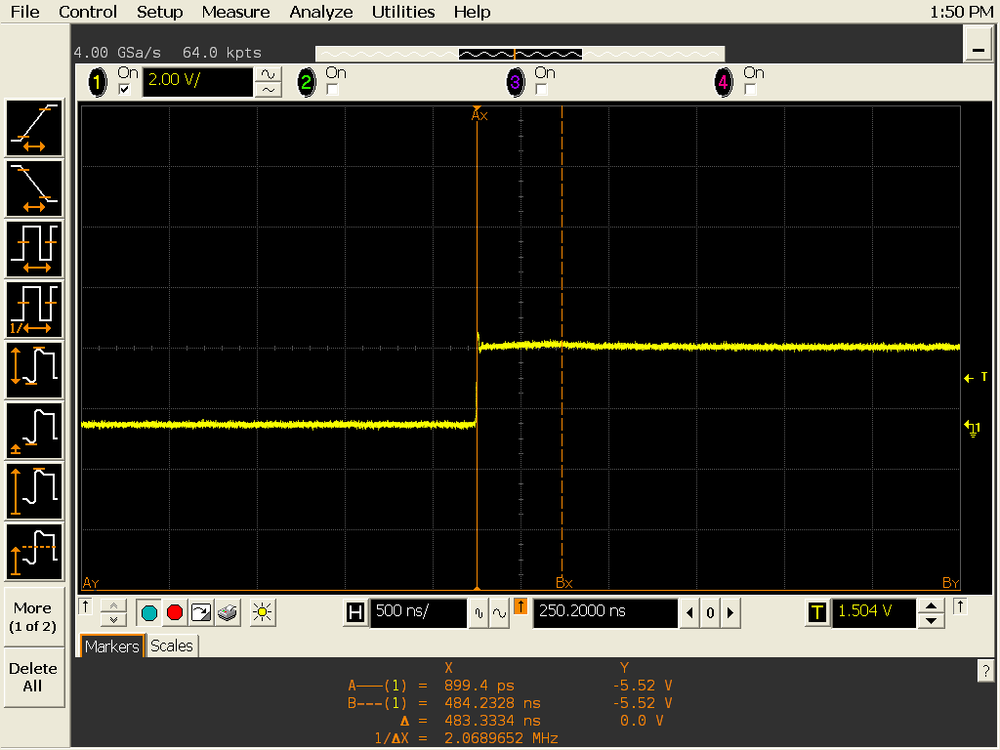 File Control Setup Measure Analyze Utilities Help 1:50 PM
4.00 GSa/s 64.0 kpts
1 On 2.00 V/ 2 On 3 On 4 On
Ax
T
1
1/
AY Bx BY
More
(1 of 2)
Delete
All
H 500 ns/ 250.2000 ns 0 T 1.504 V
Markers Scales
?
X Y
A———(1) = 899.4 ps -5.52 V
B---(1) = 484.2328 ns -5.52 V
Δ = 483.3334 ns 0.0 V
1/ΔX = 2.0689652 MHz